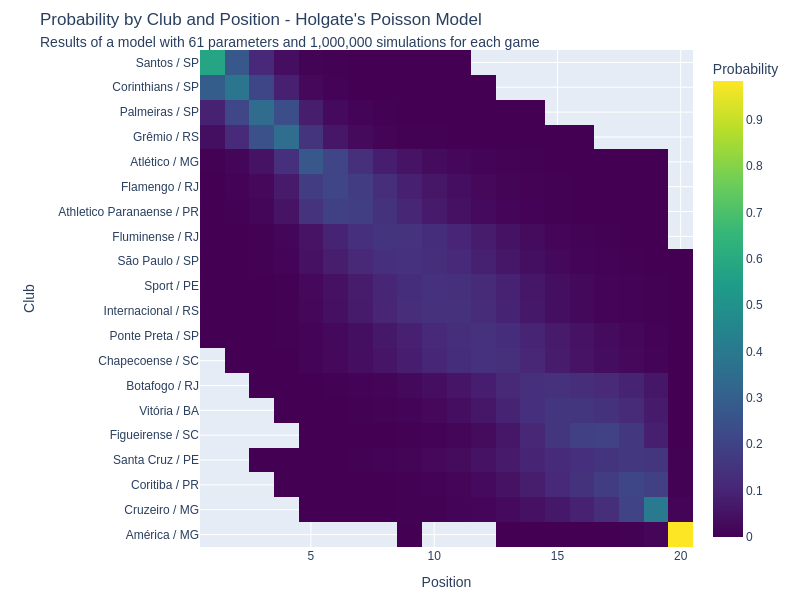 Probability by Club and Position - Holgate's Poisson Model
Results of a model with 61 parameters and 1,000,000 simulations for each game
Probability
Club
Santos / SP
Corinthians / SP
Palmeiras / SP
Grêmio / RS
Atlético / MG
Flamengo / RJ
Athletico Paranaense / PR
Fluminense / RJ
São Paulo / SP
Sport / PE
Internacional / RS
Ponte Preta / SP
Chapecoense / SC
Botafogo / RJ
Vitória / BA
Figueirense / SC
Santa Cruz / PE
Coritiba / PR
Cruzeiro / MG
América / MG
0.9
0.8
0.7
0.6
0.5
0.4
0.3
0.2
0.1
0
5 10 15 20
Position